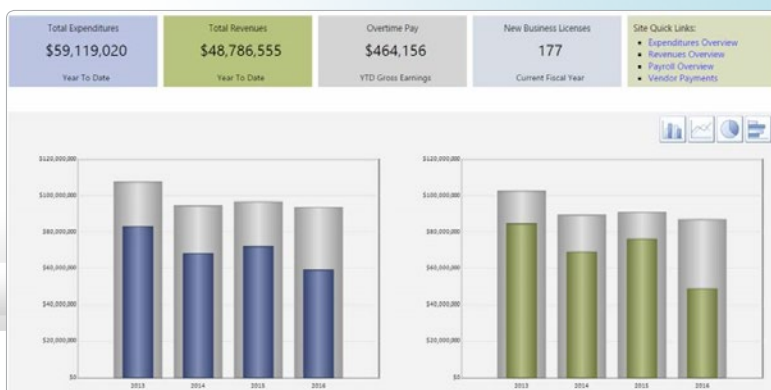 Total Expenditures
$59,119,020
Year To Date
Total Revenues
$48,786,555
Year To Date
Overtime Pay
$464,156
YTD Gross Earnings
New Business Licenses
177
Current Fiscal Year
Site Quick Links:
Expenditures Overview
Revenues Overview
Payroll Overview
Vendor Payments
$120,000,000
$100,000,000
$80,000,000
$60,000,000
$40,000,000
$20,000,000
$0
2013 2014 2015 2016
$120,000,000
$100,000,000
$80,000,000
$60,000,000
$40,000,000
$20,000,000
$0
2013 2014 2015 2016